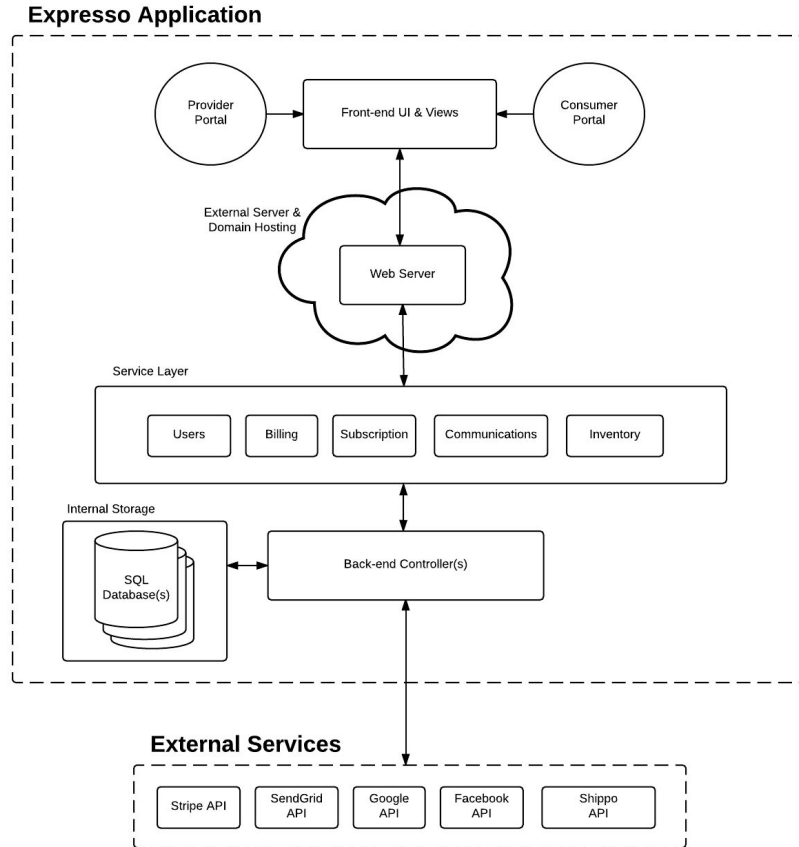 Expresso Application
Provider
Portal
Front-end UI & Views
Consumer
Portal
External Server &
Domain Hosting
Web Server
Service Layer
Users
Billing
Subscription
Communications
Inventory
Internal Storage
SQL
Database(s)
Back-end Controller(s)
External Services
Stripe API
SendGrid
API
Google
API
Facebook
API
Shippo
API